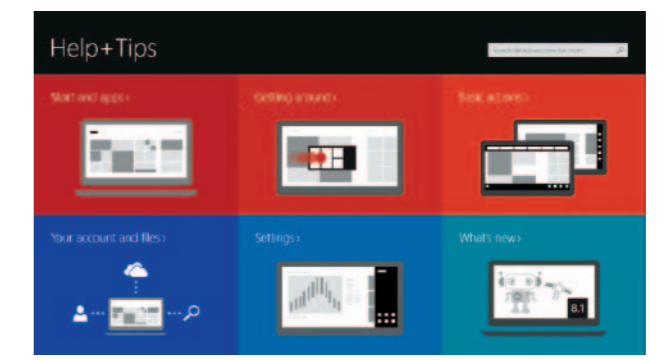 Help+Tips
Start and apps›
Getting around›
Basic actions›
Your account and files›
Settings›
What's new›
8.1